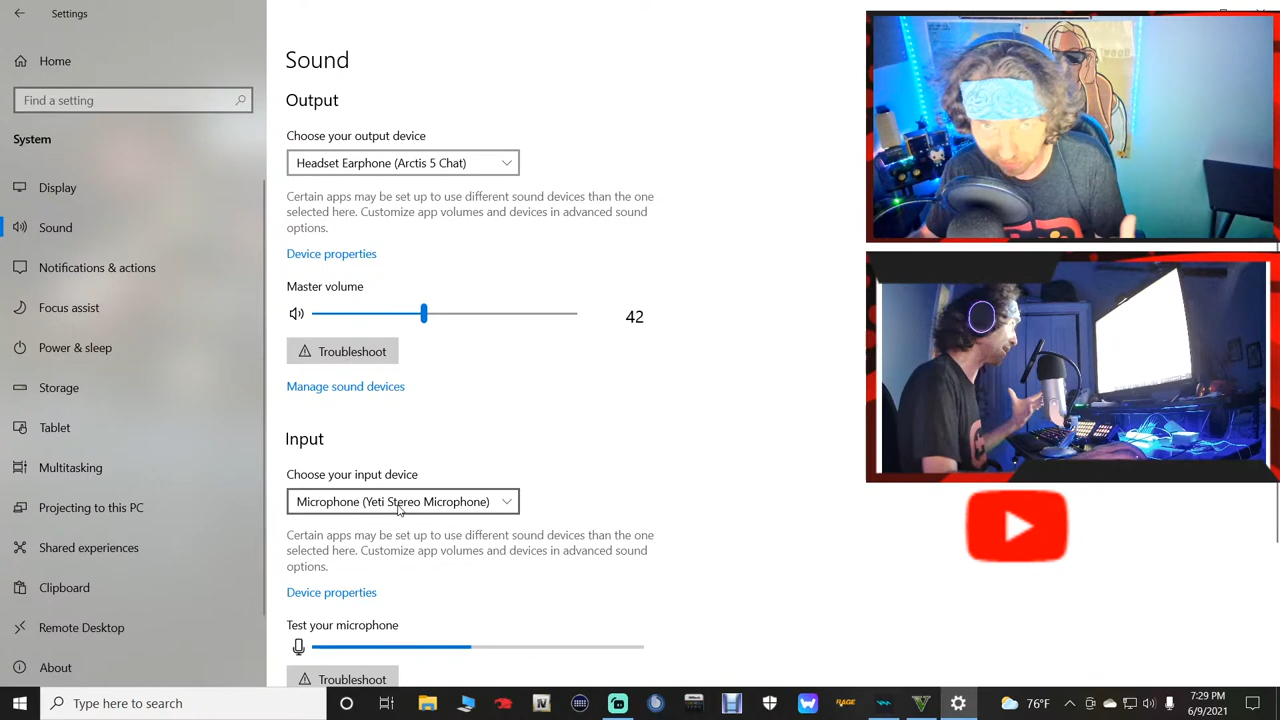 Settings
Home
Find a setting
System
Display
Sound
Notifications & actions
Focus assist
Power & sleep
Storage
Tablet
Multitasking
Projecting to this PC
Shared experiences
Clipboard
Remote Desktop
About
Sound
Output
Choose your output device
Headset Earphone (Arctis 5 Chat)
Certain apps may be set up to use different sound devices than the one
selected here. Customize app volumes and devices in advanced sound
options.
Device properties
Master volume
42
Troubleshoot
Manage sound devices
Input
Choose your input device
Microphone (Yeti Stereo Microphone)
Certain apps may be set up to use different sound devices than the one
selected here. Customize app volumes and devices in advanced sound
options.
Device properties
Test your microphone
Troubleshoot
Type here to search
IV
RAGE
V
76°F
7:29 PM
6/9/2021